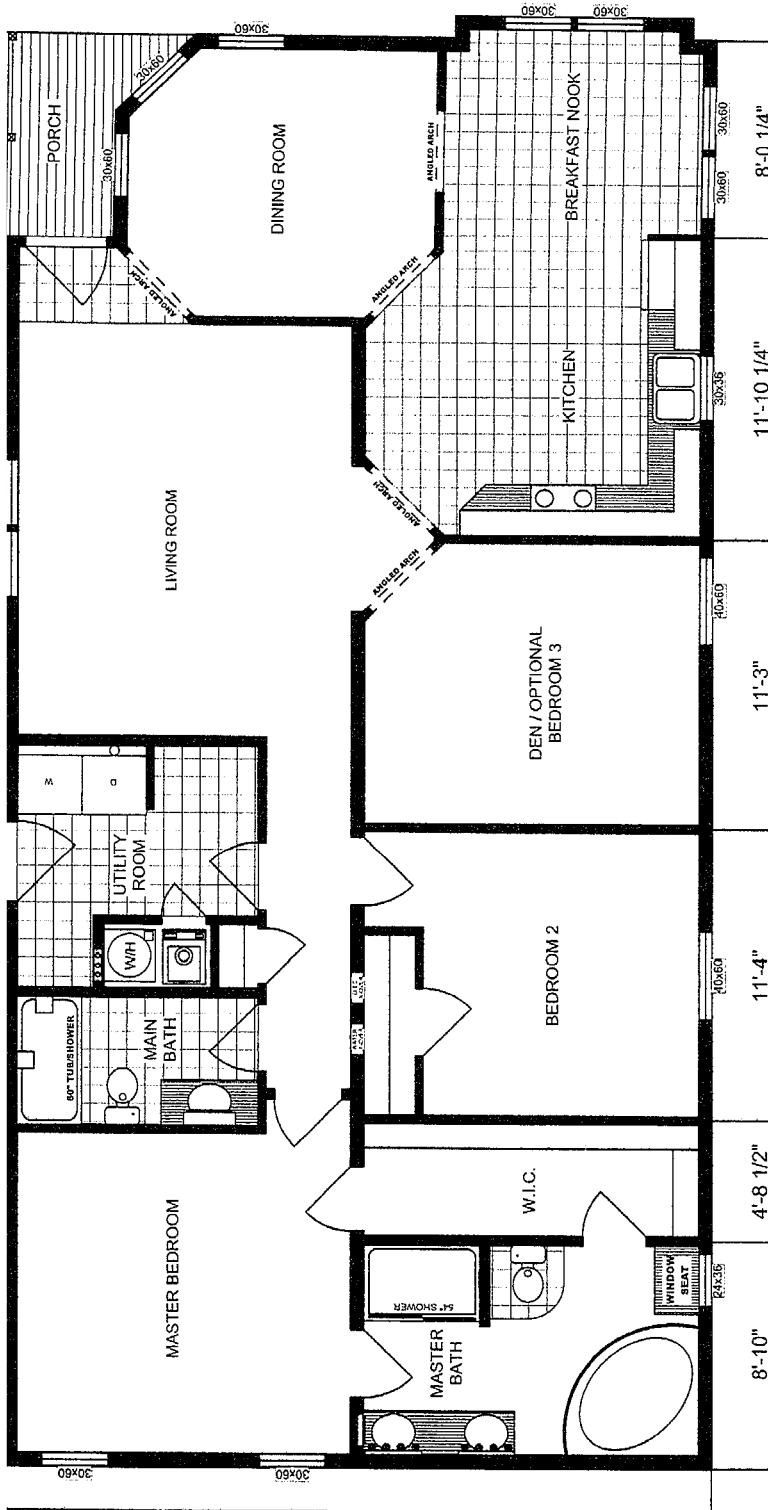 PORCH
30x60
30x60
30x60
DINING ROOM
ANGLED ARCH
ANGLED ARCH
ANGLED ARCH
30x60
30x60
BREAKFAST NOOK
30x60
30x60
8'-0 1/4"
LIVING ROOM
KITCHEN
30x36
11'-10 1/4"
ANGLED ARCH
ANGLED ARCH
DEN / OPTIONAL
BEDROOM 3
40x60
11'-3"
W
D
UTILITY
ROOM
W/H
BEDROOM 2
40x60
11'-4"
60" TUB/SHOWER
MAIN
BATH
MASTER BEDROOM
W.I.C.
4'-8 1/2"
54" SHOWER
MASTER
BATH
WINDOW
SEAT
24x36
8'-10"
30x60
30x60